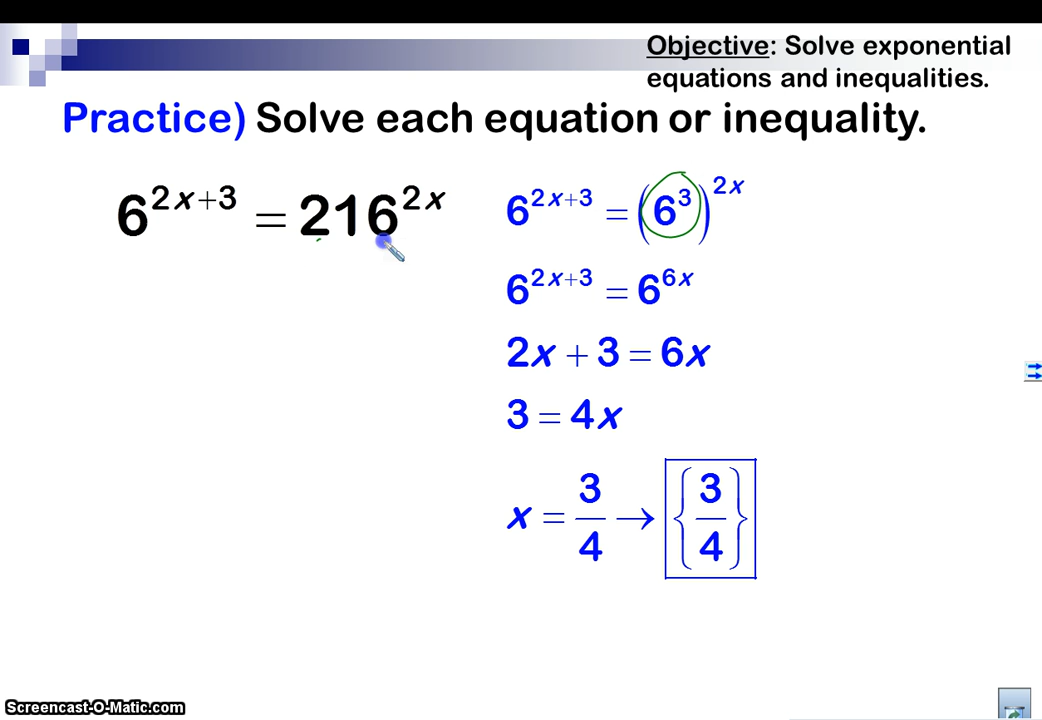 Objective: Solve exponential
equations and inequalities.
Practice) Solve each equation or inequality.
6^{2x+3} = 216^{2x}
6^{2x+3} = (6^3)^{2x}
6^{2x+3} = 6^{6x}
2x + 3 = 6x
3 = 4x
x = 3/4 → {3/4}
Screencast-O-Matic.com